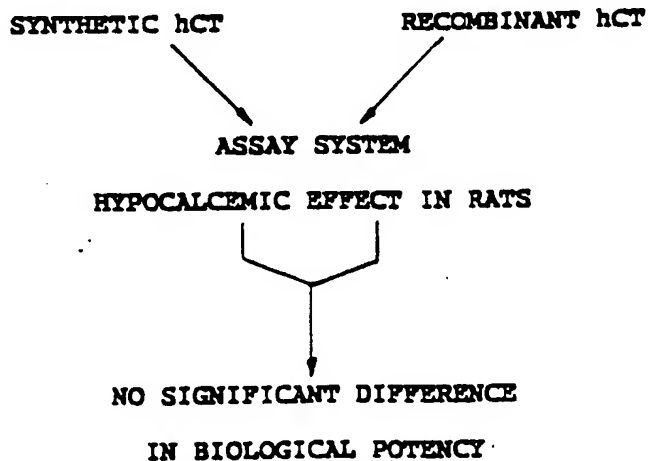 SYNTHETIC hCT
RECOMBINANT hCT
ASSAY SYSTEM
HYPOCALCEMIC EFFECT IN RATS
NO SIGNIFICANT DIFFERENCE
IN BIOLOGICAL POTENCY